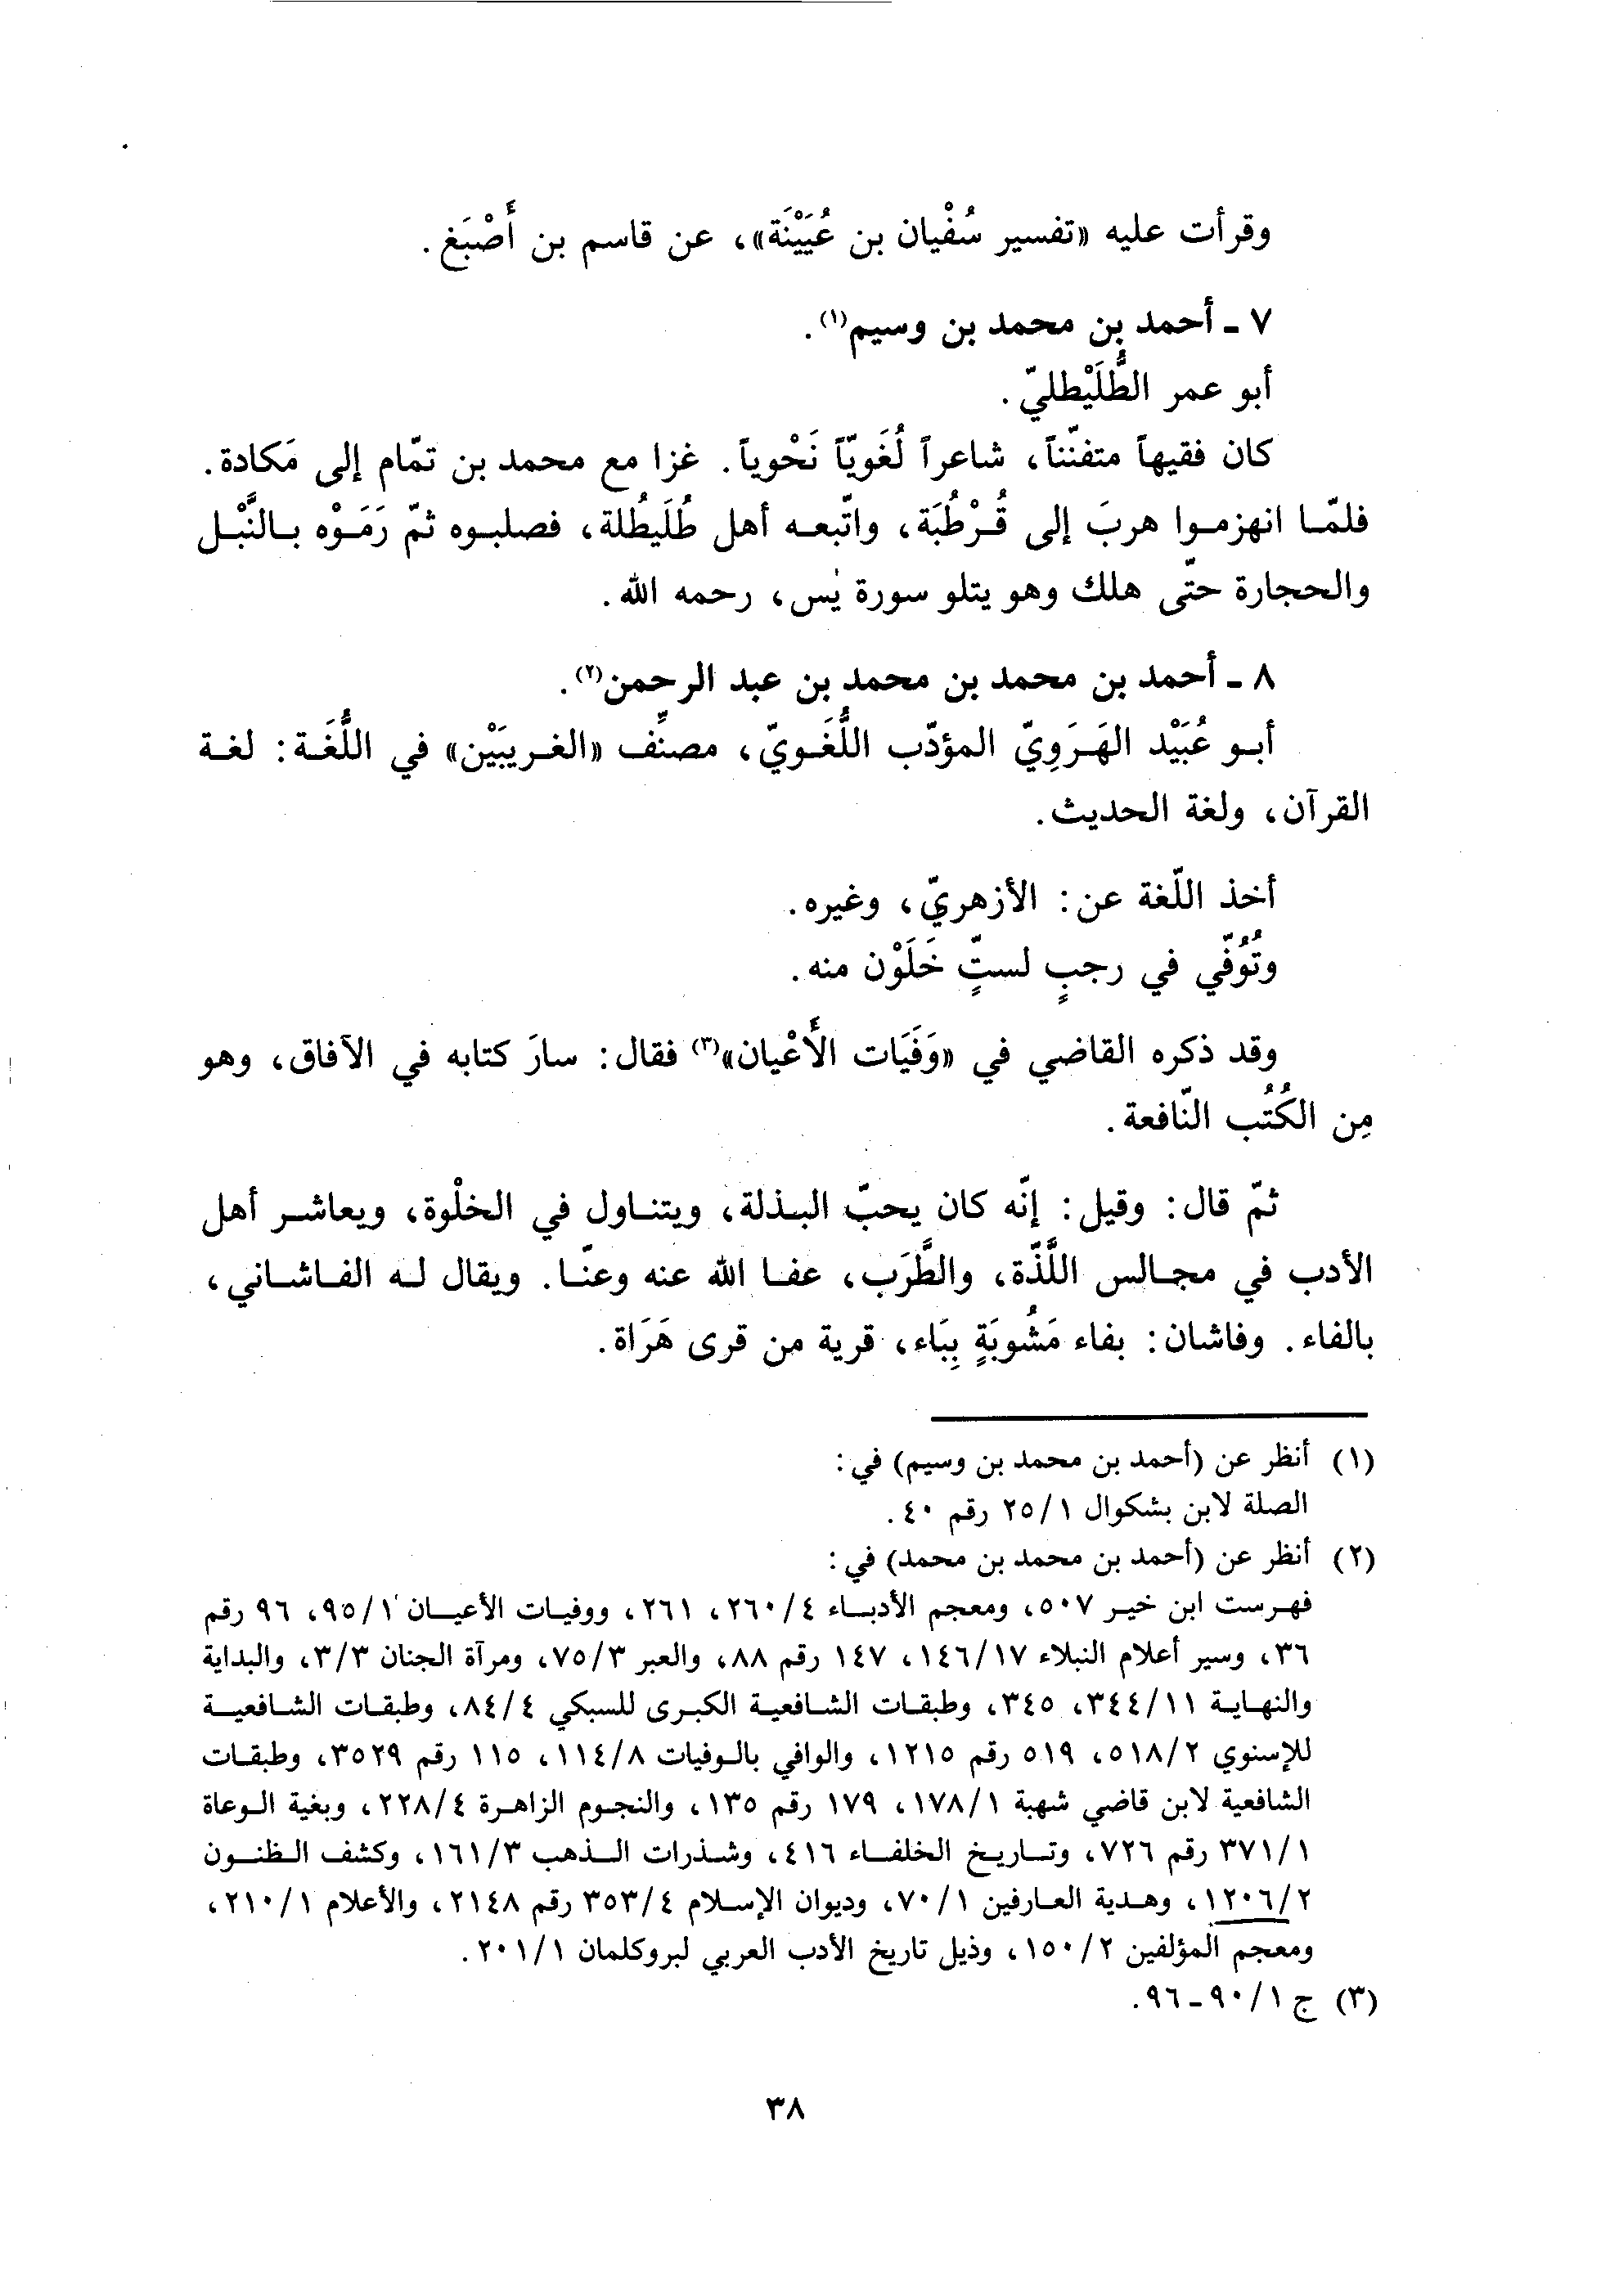 وقرأت عليه «تفسير سُفْيان بن عُيَيْنَة»، عن قاسم بن أَصْبَغ.
٧ ـ أحمد بن محمد بن وسيم(١).
أبو عمر الطُّلَيْطليّ.
كان فقيهاً متفنّناً، شاعراً لُغَويّاً نَحْوياً. غزا مع محمد بن تمّام إلى مَكادة.
فلمّا انهزموا هربَ إلى قُرْطُبَة، واتّبعه أهل طُلَيطُلة، فصلبوه ثمّ رَمَوْه بالنَّبْل
والحجارة حتّى هلك وهو يتلو سورة يٰس، رحمه الله.
٨ ـ أحمد بن محمد بن محمد بن عبد الرحمن(٢).
أبو عُبَيْد الهَرَوِيّ المؤدّب اللُّغَويّ، مصنِّف «الغريبَيْن» في اللُّغَة: لغة
القرآن، ولغة الحديث.
أخذ اللّغة عن: الأزهريّ، وغيره.
وتُوُفّي في رجبٍ لستٍّ خَلَوْن منه.
وقد ذكره القاضي في «وَفَيَات الأَعْيان»(٣) فقال: سارَ كتابه في الآفاق، وهو
مِن الكُتُب النّافعة.
ثمّ قال: وقيل: إنّه كان يحبّ البذلة، ويتناول في الخلْوة، ويعاشر أهل
الأدب في مجالس اللَّذّة، والطَّرَب، عفا الله عنه وعنّا. ويقال له الفاشاني،
بالفاء. وفاشان: بفاء مَشُوبَةٍ بِبَاء، قرية من قرى هَرَاة.
(١) أنظر عن (أحمد بن محمد بن وسيم) في:
الصلة لابن بشكوال ٢٥/١ رقم ٤٠.
(٢) أنظر عن (أحمد بن محمد بن محمد) في:
فهرست ابن خير ٥٠٧، ومعجم الأدباء ٢٦٠/٤، ٢٦١، ووفيات الأعيان ٩٥/١، ٩٦ رقم
٣٦، وسير أعلام النبلاء ١٤٦/١٧، ١٤٧ رقم ٨٨، والعبر ٧٥/٣، ومرآة الجنان ٣/٣، والبداية
والنهاية ٣٤٤/١١، ٣٤٥، وطبقات الشافعية الكبرى للسبكي ٨٤/٤، وطبقات الشافعية
للإسنوي ٥١٨/٢، ٥١٩ رقم ١٢١٥، والوافي بالوفيات ١١٤/٨، ١١٥ رقم ٣٥٢٩، وطبقات
الشافعية لابن قاضي شهبة ١٧٨/١، ١٧٩ رقم ١٣٥، والنجوم الزاهرة ٢٢٨/٤، وبغية الوعاة
٣٧١/١ رقم ٧٢٦، وتاريخ الخلفاء ٤١٦، وشذرات الذهب ١٦١/٣، وكشف الظنون
١٢٠٦/٢، وهدية العارفين ٧٠/١، وديوان الإسلام ٣٥٣/٤ رقم ٢١٤٨، والأعلام ٢١٠/١،
ومعجم المؤلفين ١٥٠/٢، وذيل تاريخ الأدب العربي لبروكلمان ٢٠١/١.
(٣) ج ٩٠/١ ـ ٩٦.
٣٨